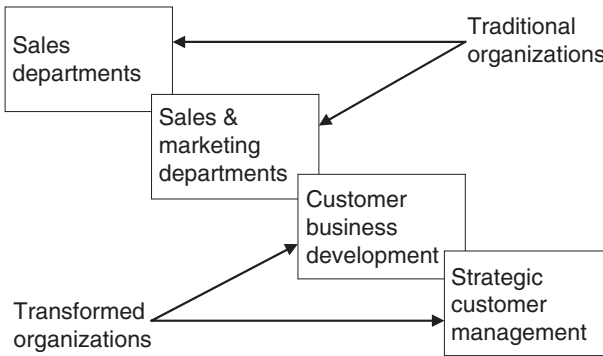 Traditional
organizations
Sales
departments
Sales &
marketing
departments
Customer
business
development
Strategic
customer
management
Transformed
organizations